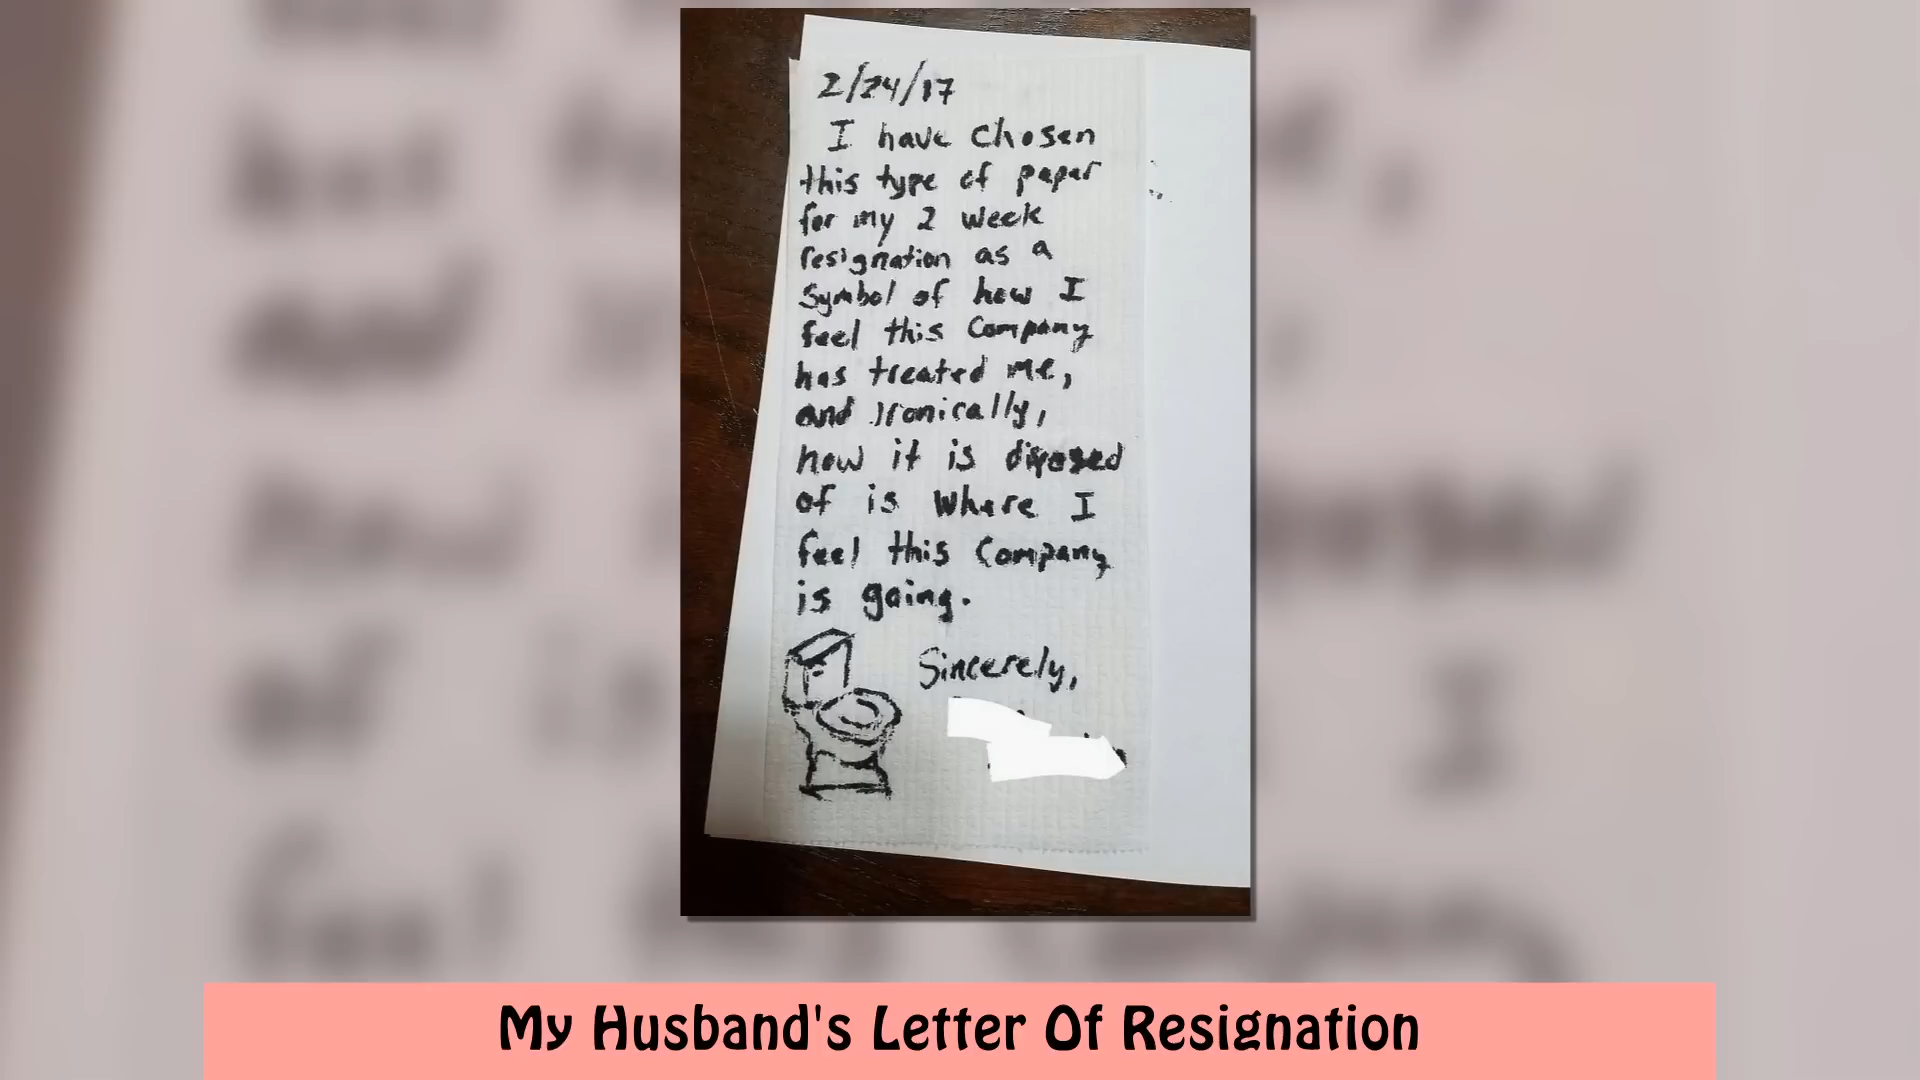 2/24/17
I have chosen
this type of paper
for my 2 week
resignation as a
symbol of how I
feel this company
has treated me,
and Ironically,
how it is disposed
of is where I
feel this company
is going.
Sincerely,
My Husband's Letter Of Resignation